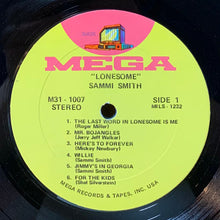 MEGA
"LONESOME"
SAMMI SMITH
M31 - 1007
STEREO
SIDE 1
MRLS - 1232
1. THE LAST WORD IN LONESOME IS ME
(Roger Miller)
2. MR. BOJANGLES
(Jerry Jeff Walker)
3. HERE'S TO FOREVER
(Mickey Newbury)
4. WILLIE
(Sammi Smith)
5. JIMMY'S IN GEORGIA
(Sammi Smith)
6. FOR THE KIDS
(Shel Silverstein)
MEGA RECORDS & TAPES, INC. USA